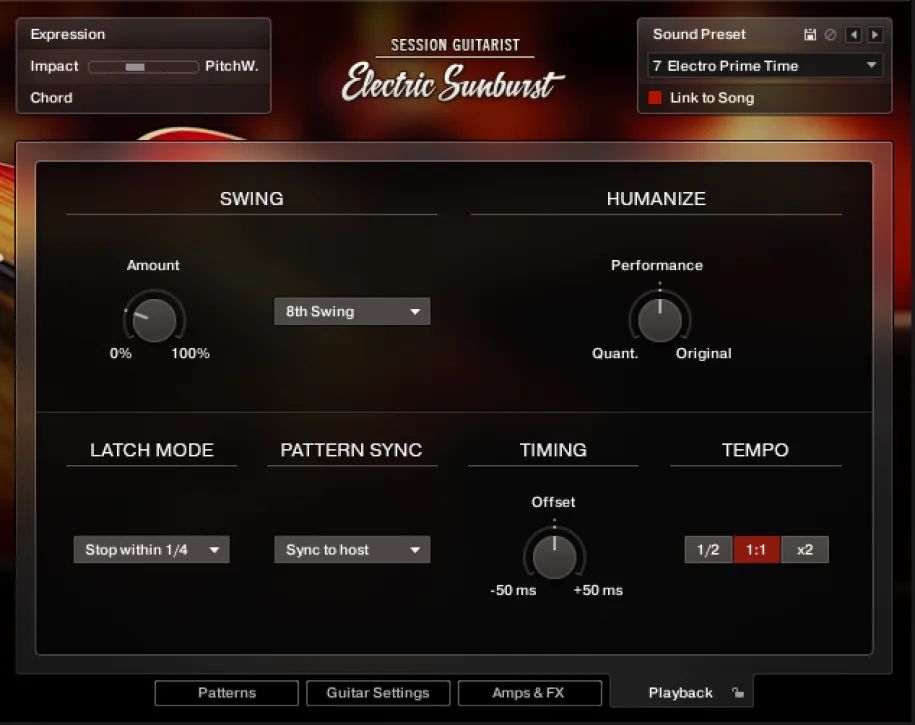 Expression
Impact PitchW.
Chord
SESSION GUITARIST
Electric Sunburst
Sound Preset
7 Electro Prime Time
Link to Song
SWING
Amount
0% 100%
8th Swing
HUMANIZE
Performance
Quant. Original
LATCH MODE
Stop within 1/4
PATTERN SYNC
Sync to host
TIMING
Offset
-50 ms +50 ms
TEMPO
1/2 1:1 x2
Patterns Guitar Settings Amps & FX Playback